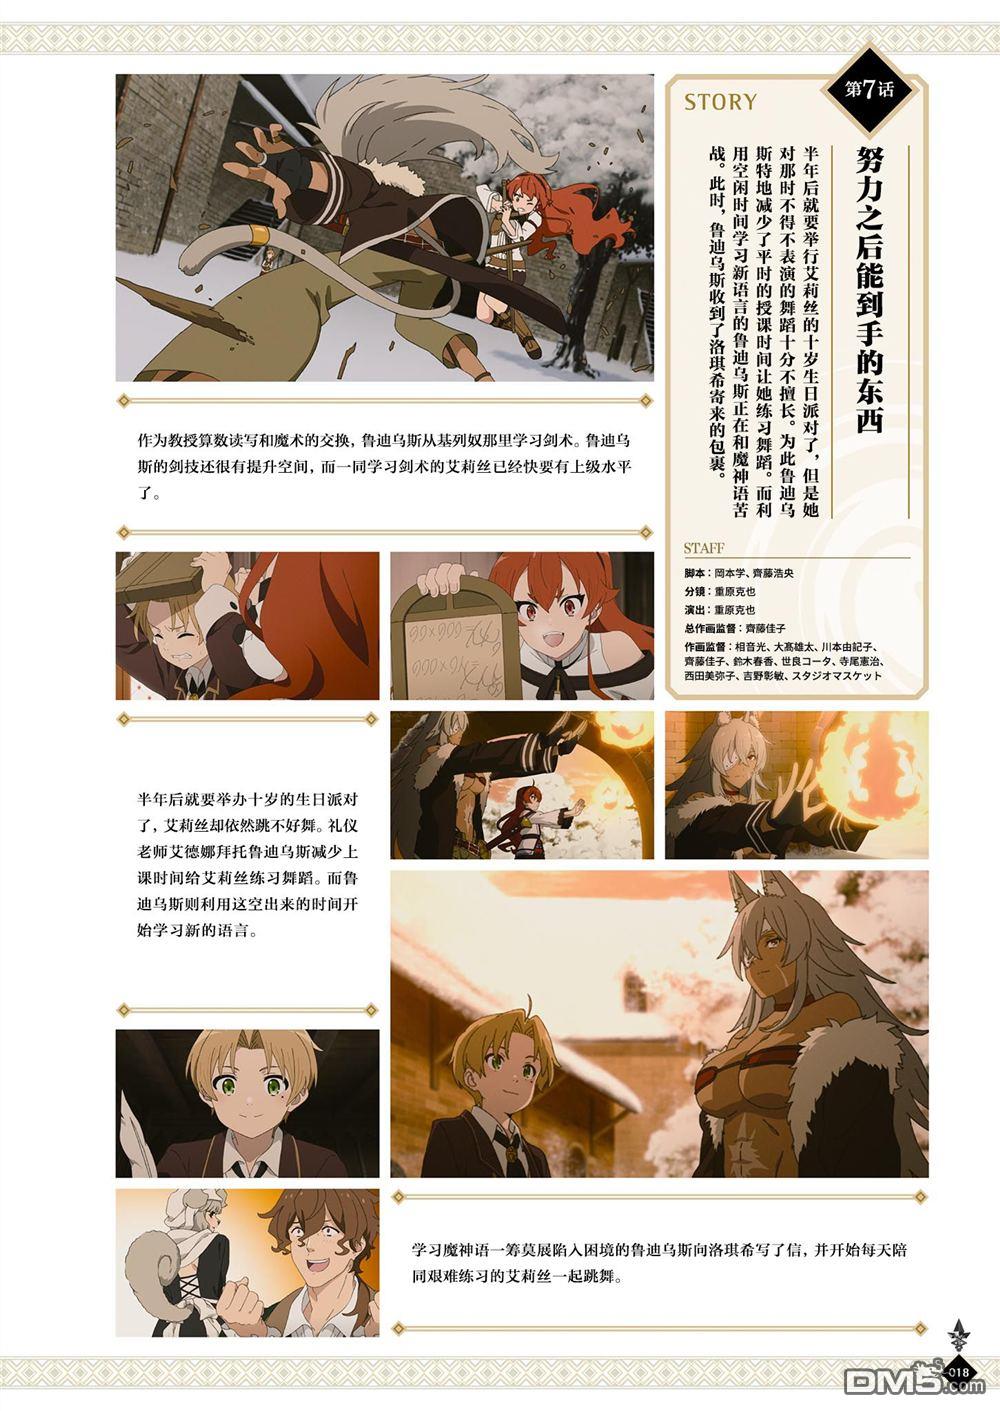 第7话
STORY
努力之后能到手的东西
半年后就要举行艾莉丝的十岁生日派对了，但是她
对那时不得不表演的舞蹈十分不擅长。为此鲁迪乌
斯特地减少了平时的授课时间让她练习舞蹈。而利
用空闲时间学习新语言的鲁迪乌斯正在和魔神语苦
战。此时，鲁迪乌斯收到了洛琪希寄来的包裹。
STAFF
脚本：岡本学、齊藤浩央
分镜：重原克也
演出：重原克也
总作画监督：齊藤佳子
作画监督：相音光、大髙雄太、川本由記子、
齊藤佳子、鈴木春香、世良コータ、寺尾憲治、
西田美弥子、吉野彰敏、スタジオマスケット
作为教授算数读写和魔术的交换，鲁迪乌斯从基列奴那里学习剑术。鲁迪乌
斯的剑技还很有提升空间，而一同学习剑术的艾莉丝已经快要有上级水平
了。
半年后就要举办十岁的生日派对
了，艾莉丝却依然跳不好舞。礼仪
老师艾德娜拜托鲁迪乌斯减少上
课时间给艾莉丝练习舞蹈。而鲁
迪乌斯则利用这空出来的时间开
始学习新的语言。
学习魔神语一筹莫展陷入困境的鲁迪乌斯向洛琪希写了信，并开始每天陪
同艰难练习的艾莉丝一起跳舞。
018
DM5.com